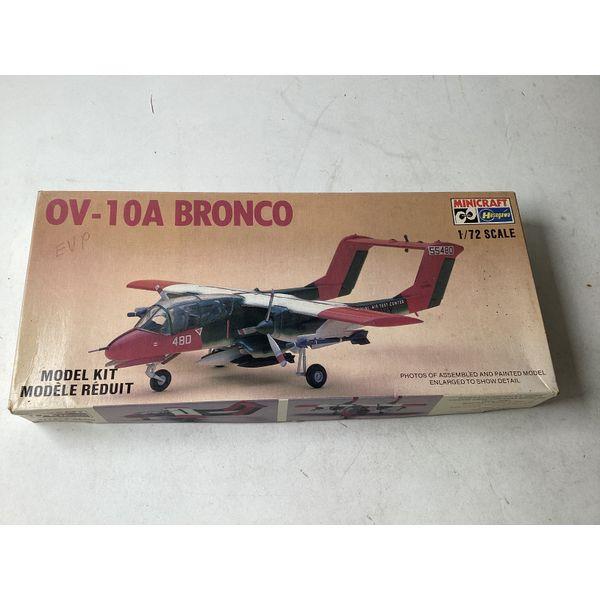 OV-10A BRONCO
EVP
MINICRAFT
Hasegawa
1/72 SCALE
55480
480
MODEL KIT
MODÈLE RÉDUIT
PHOTOS OF ASSEMBLED AND PAINTED MODEL
ENLARGED TO SHOW DETAIL